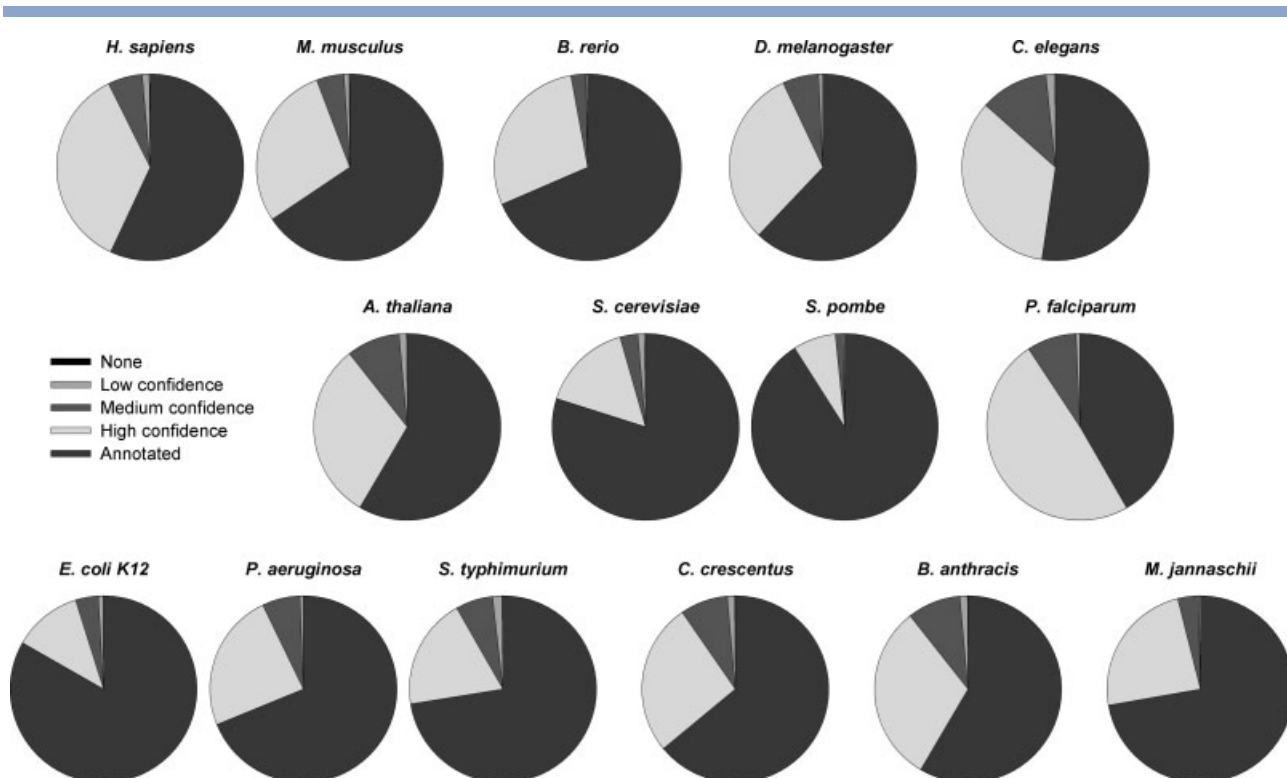 H. sapiens M. musculus B. rerio D. melanogaster C. elegans
A. thaliana S. cerevisiae S. pombe P. falciparum
None
Low confidence
Medium confidence
High confidence
Annotated
E. coli K12 P. aeruginosa S. typhimurium C. crescentus B. anthracis M. jannaschii